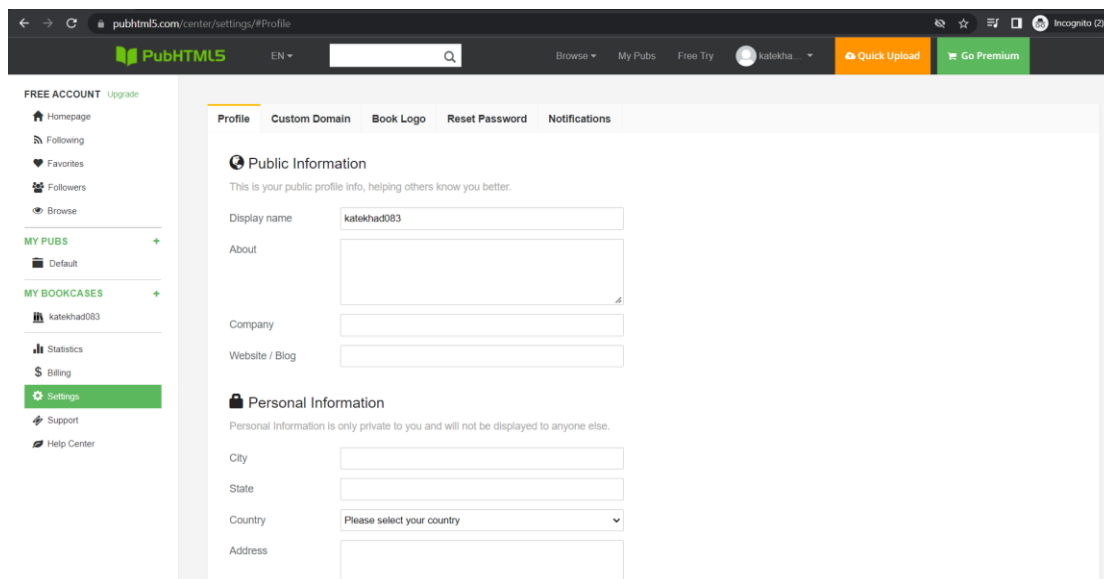 pubhtml5.com/center/settings/#Profile
Incognito (2)
PubHTML5
EN
Browse
My Pubs
Free Try
katekha...
Quick Upload
Go Premium
FREE ACCOUNT Upgrade
Homepage
Following
Favorites
Followers
Browse
MY PUBS +
Default
MY BOOKCASES +
katekhad083
Statistics
$ Billing
Settings
Support
Help Center
Profile Custom Domain Book Logo Reset Password Notifications
Public Information
This is your public profile info, helping others know you better.
Display name katekhad083
About
Company
Website / Blog
Personal Information
Personal Information is only private to you and will not be displayed to anyone else.
City
State
Country Please select your country
Address